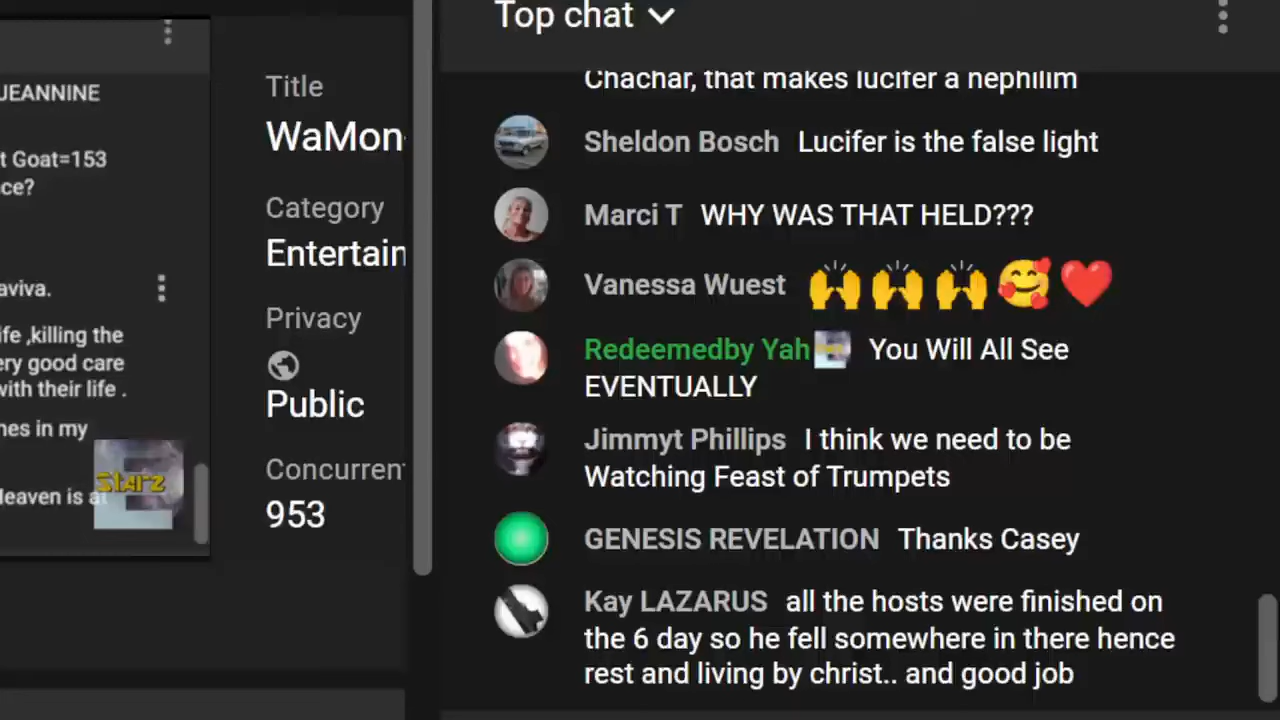 JEANNINE
t Goat=153
ce?
aviva.
ife ,killing the
ery good care
with their life .
nes in my
Heaven is a
Starz
Title
WaMon
Category
Entertain
Privacy
Public
Concurren
953
Top chat
Chachar, that makes lucifer a nephilim
Sheldon Bosch Lucifer is the false light
Marci T WHY WAS THAT HELD???
Vanessa Wuest 🙌🙌🙌🥰❤️
Redeemedby Yah You Will All See
EVENTUALLY
Jimmyt Phillips I think we need to be
Watching Feast of Trumpets
GENESIS REVELATION Thanks Casey
Kay LAZARUS all the hosts were finished on
the 6 day so he fell somewhere in there hence
rest and living by christ.. and good job